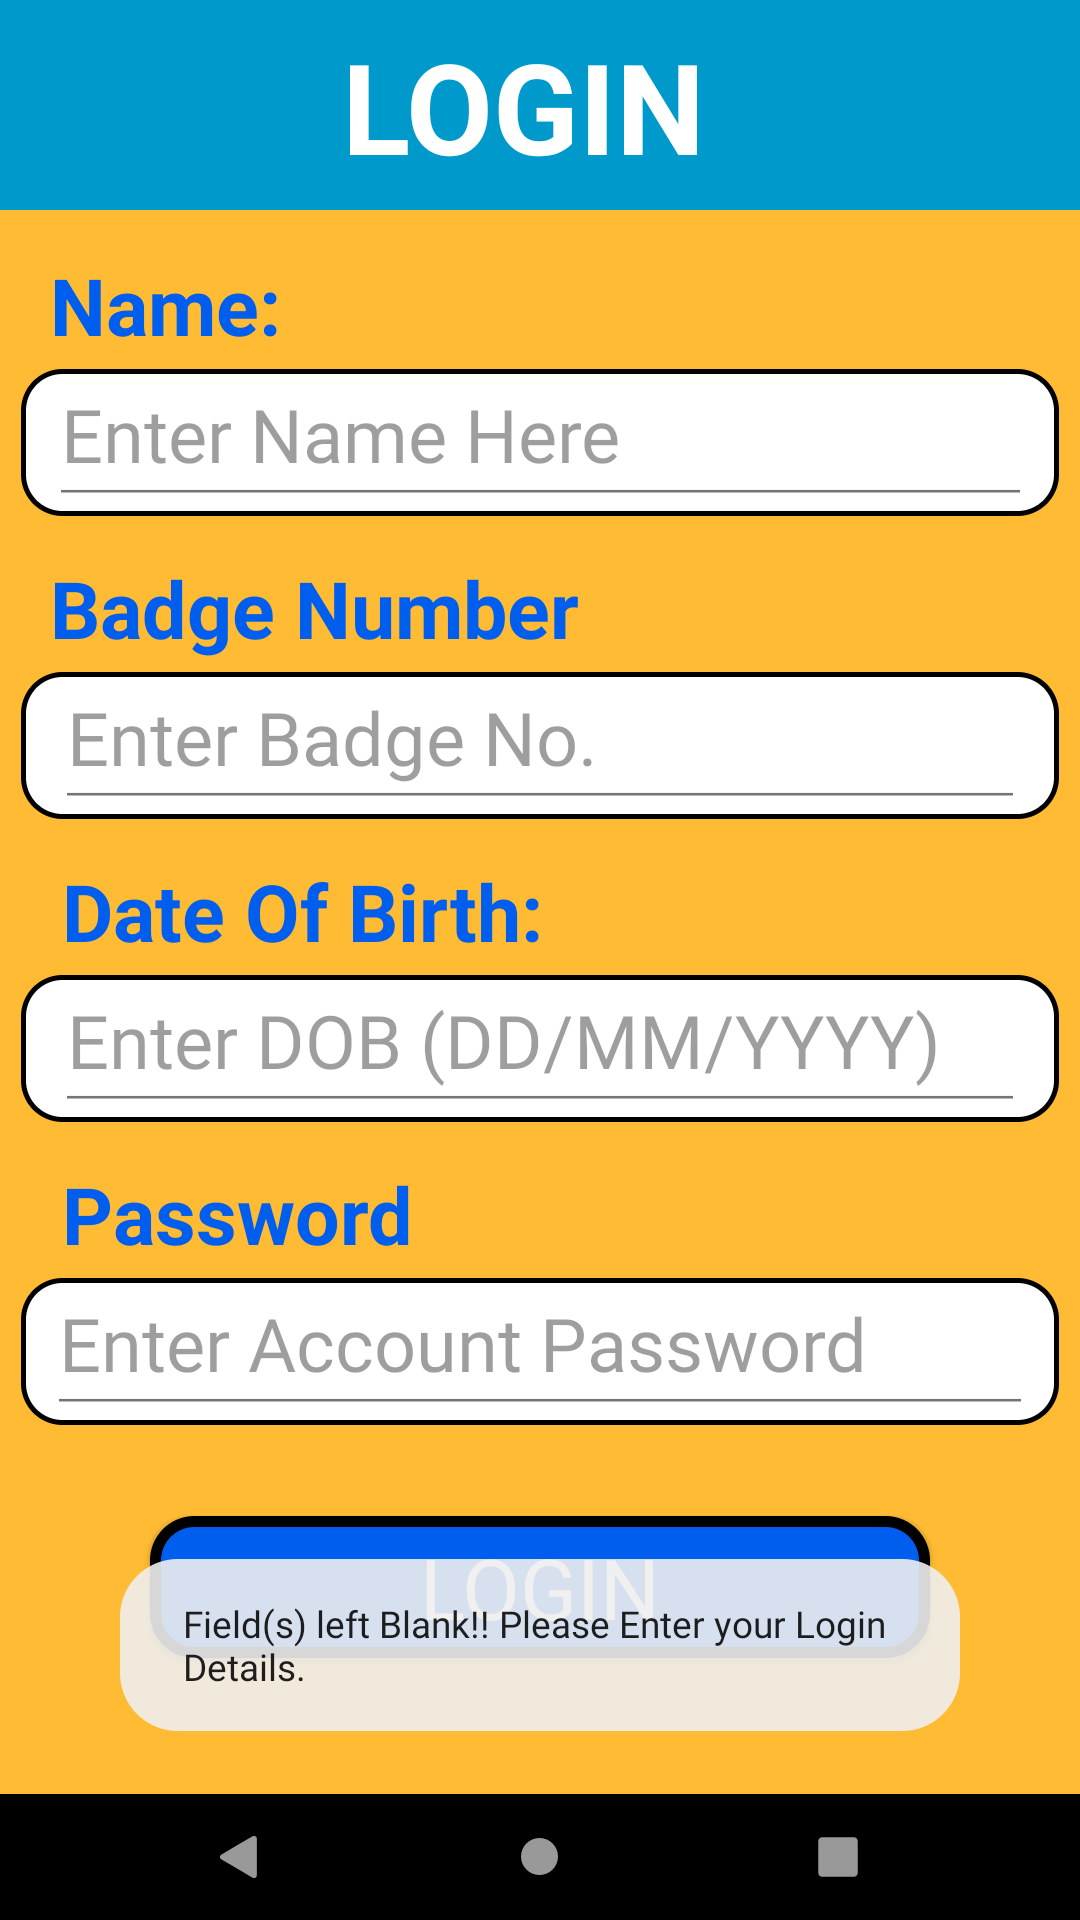 LOGIN
Name:
Enter Name Here
Badge Number
Enter Badge No.
Date Of Birth:
Enter DOB (DD/MM/YYYY)
Password
Enter Account Password
LOGIN
Field(s) left Blank!! Please Enter your Login
Details.